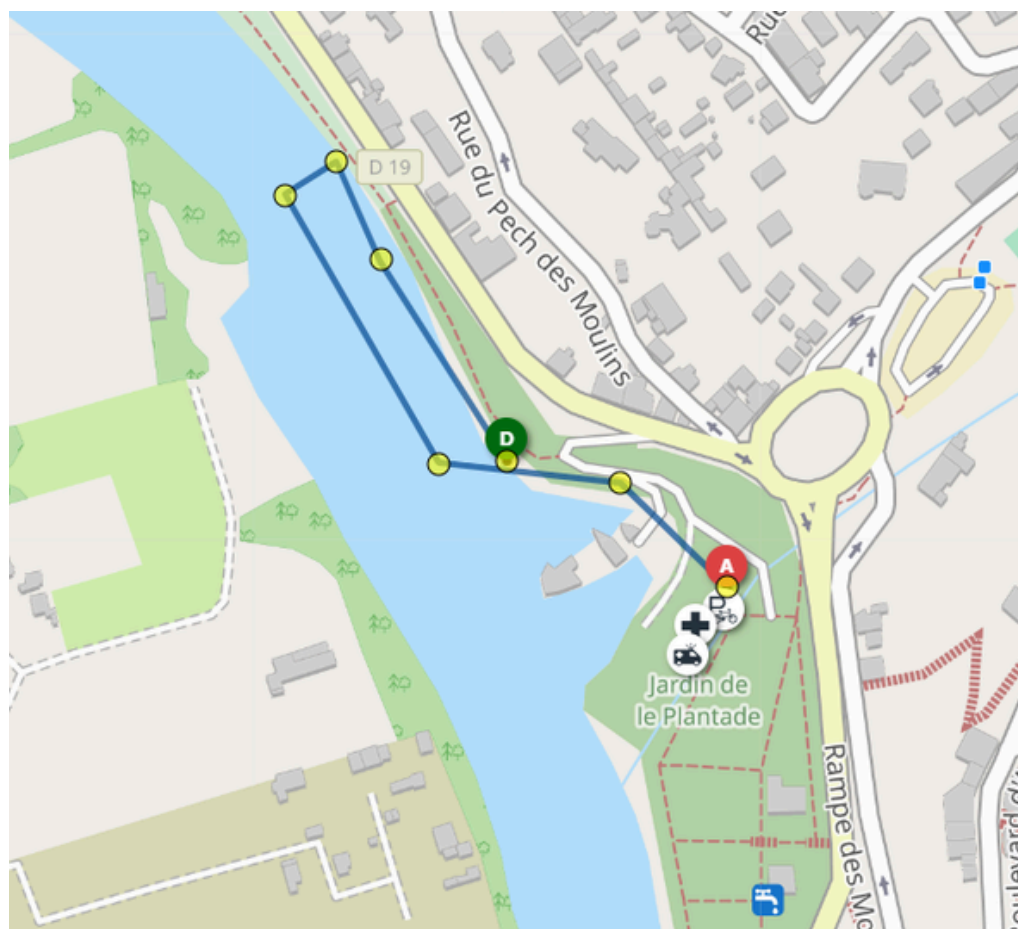 Rue
D 19
Rue du Pech des Moulins
D
A
Jardin de
le Plantade
Rampe des Mo